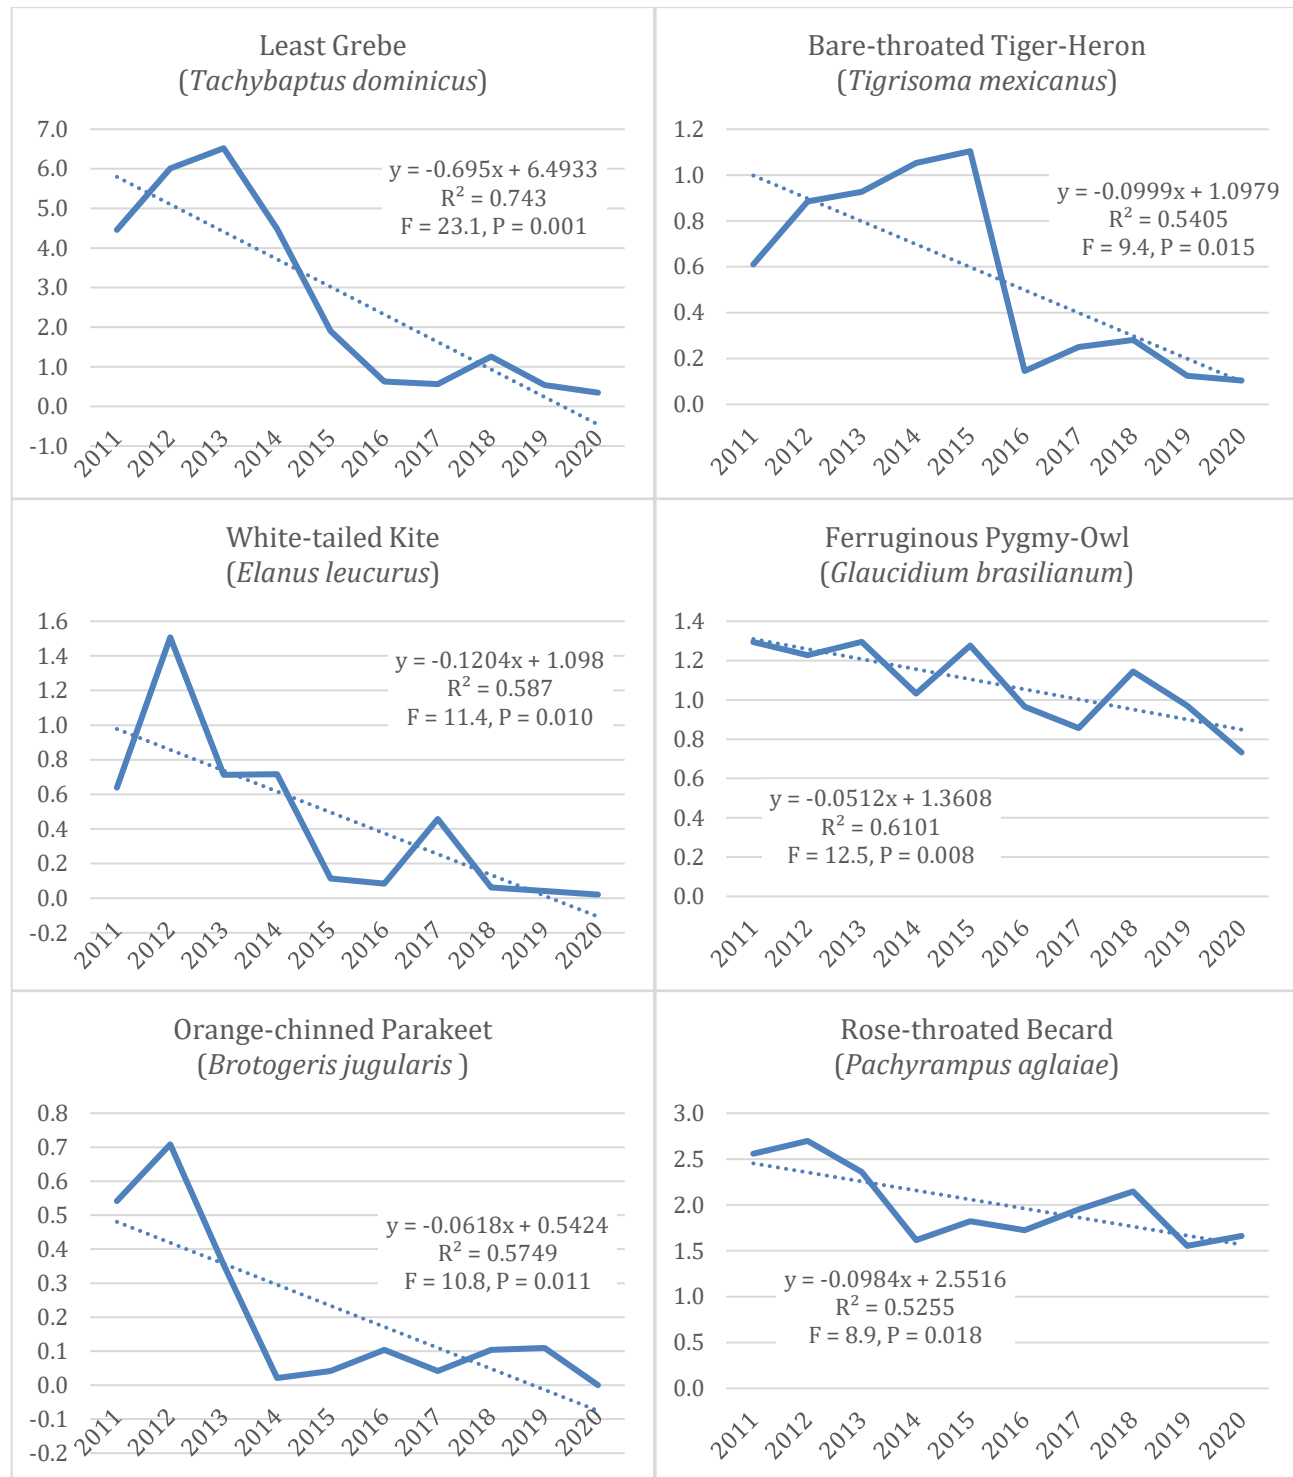 Least Grebe
(Tachybaptus dominicus)
7.0
6.0
5.0
4.0
3.0
2.0
1.0
0.0
-1.0
y = -0.695x + 6.4933
R² = 0.743
F = 23.1, P = 0.001
2011 2012 2013 2014 2015 2016 2017 2018 2019 2020
Bare-throated Tiger-Heron
(Tigrisoma mexicanus)
1.2
1.0
0.8
0.6
0.4
0.2
0.0
y = -0.0999x + 1.0979
R² = 0.5405
F = 9.4, P = 0.015
2011 2012 2013 2014 2015 2016 2017 2018 2019 2020
White-tailed Kite
(Elanus leucurus)
1.6
1.4
1.2
1.0
0.8
0.6
0.4
0.2
0.0
-0.2
y = -0.1204x + 1.098
R² = 0.587
F = 11.4, P = 0.010
2011 2012 2013 2014 2015 2016 2017 2018 2019 2020
Ferruginous Pygmy-Owl
(Glaucidium brasilianum)
1.4
1.2
1.0
0.8
0.6
0.4
0.2
0.0
y = -0.0512x + 1.3608
R² = 0.6101
F = 12.5, P = 0.008
2011 2012 2013 2014 2015 2016 2017 2018 2019 2020
Orange-chinned Parakeet
(Brotogeris jugularis )
0.8
0.7
0.6
0.5
0.4
0.3
0.2
0.1
0.0
-0.1
-0.2
y = -0.0618x + 0.5424
R² = 0.5749
F = 10.8, P = 0.011
2011 2012 2013 2014 2015 2016 2017 2018 2019 2020
Rose-throated Becard
(Pachyrampus aglaiae)
3.0
2.5
2.0
1.5
1.0
0.5
0.0
y = -0.0984x + 2.5516
R² = 0.5255
F = 8.9, P = 0.018
2011 2012 2013 2014 2015 2016 2017 2018 2019 2020